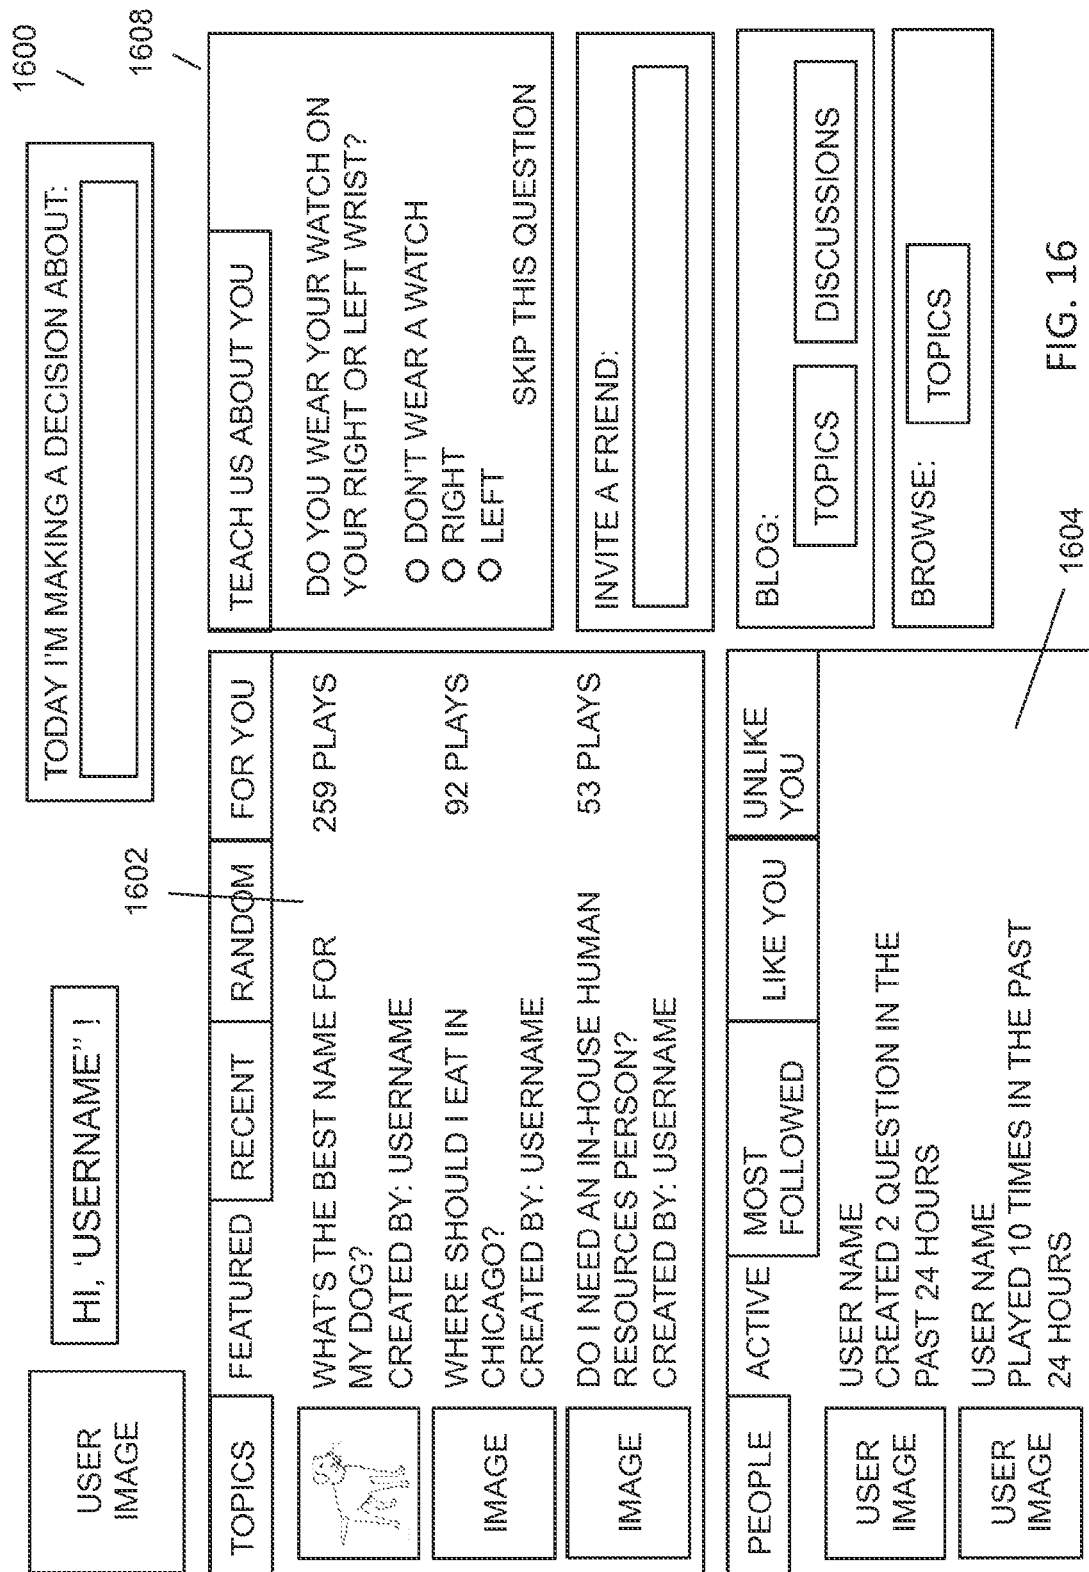 1600
USER
IMAGE
HI, 'USERNAME" !
TODAY I'M MAKING A DECISION ABOUT:
1602
1608
TOPICS
FEATURED
RECENT
RANDOM
FOR YOU
WHAT'S THE BEST NAME FOR
MY DOG?
CREATED BY: USERNAME
259 PLAYS
IMAGE
WHERE SHOULD I EAT IN
CHICAGO?
CREATED BY: USERNAME
92 PLAYS
IMAGE
DO I NEED AN IN-HOUSE HUMAN
RESOURCES PERSON?
CREATED BY: USERNAME
53 PLAYS
TEACH US ABOUT YOU
DO YOU WEAR YOUR WATCH ON
YOUR RIGHT OR LEFT WRIST?
DON'T WEAR A WATCH
RIGHT
LEFT
SKIP THIS QUESTION
INVITE A FRIEND:
BLOG:
TOPICS
DISCUSSIONS
BROWSE:
TOPICS
PEOPLE
ACTIVE
MOST
FOLLOWED
LIKE YOU
UNLIKE
YOU
USER
IMAGE
USER NAME
CREATED 2 QUESTION IN THE
PAST 24 HOURS
USER
IMAGE
USER NAME
PLAYED 10 TIMES IN THE PAST
24 HOURS
1604
FIG. 16